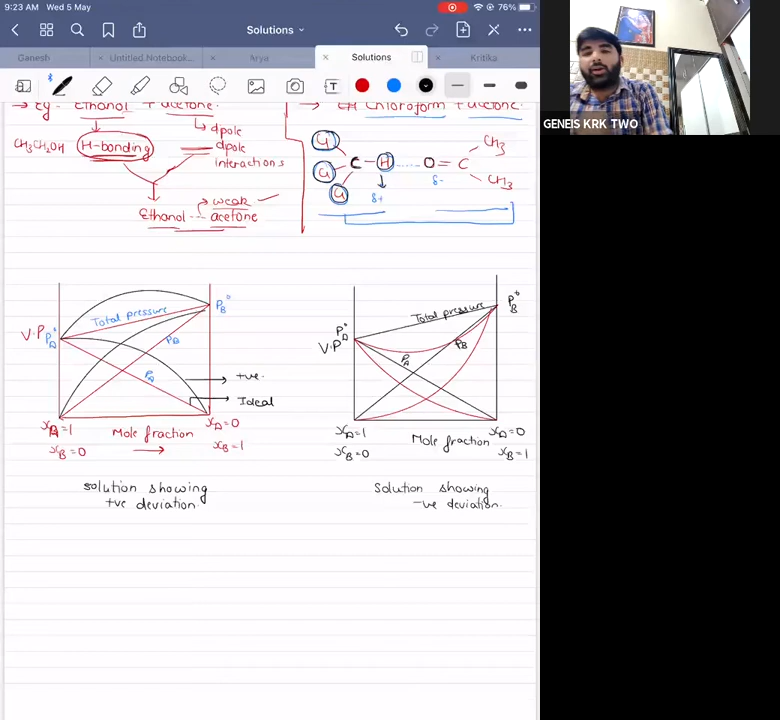 9:23 AM Wed 5 May
76%
Solutions
Ganesh
Untitled Notebook...
Arya
Solutions
Kritika
GENEIS KRK TWO
→ Eg - Ethanol + acetone
CH3CH2OH
H-bonding
dpole
dpole
interactions
weak
Ethanol ---- acetone
Chloroform + acetone
Cl
Cl
Cl
C - H ...... O = C
CH3
CH3
δ+
δ-
V.P
P°A
Total pressure
P°B
PB
PA
+ve
Ideal
xA=1
xB=0
Mole fraction
→
xA=0
xB=1
solution showing
+ve deviation.
V.P
P°A
Total pressure
P°B
PB
PA
xA=1
xB=0
Mole fraction
xA=0
xB=1
Solution showing
-ve deviation.